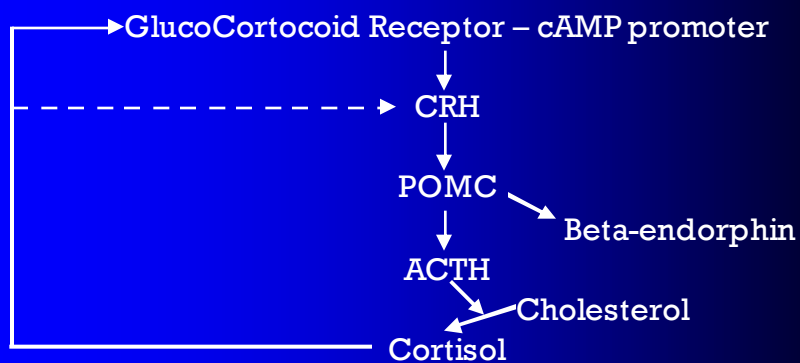 GlucoCortocoid Receptor – cAMP promoter
CRH
POMC
Beta-endorphin
ACTH
Cholesterol
Cortisol